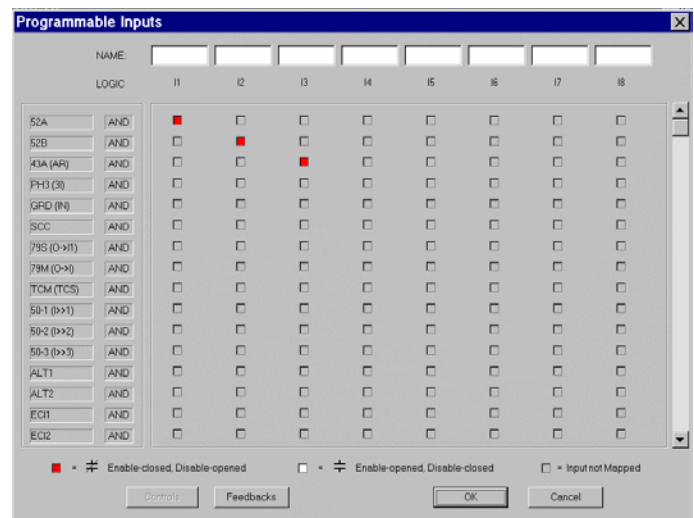 Programmable Inputs
NAME:
LOGIC I1 I2 I3 I4 I5 I6 I7 I8
52A AND
52B AND
43A (AR) AND
PH3 (3I) AND
GRD (IN) AND
SCC AND
79S (O->I1) AND
79M (O->I) AND
TCM (TCS) AND
50-1 (I>>1) AND
50-2 (I>>2) AND
50-3 (I>>3) AND
ALT1 AND
ALT2 AND
ECI1 AND
ECI2 AND
= Enable-closed, Disable-opened = Enable-opened, Disable-closed = Input not Mapped
Controls Feedbacks OK Cancel